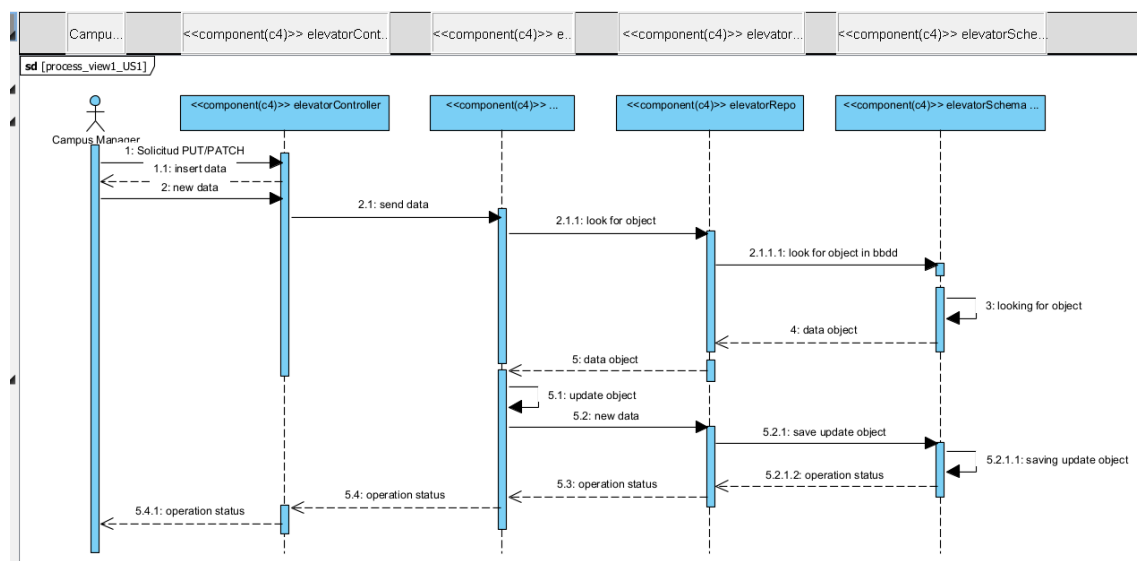 Campu...
<<component(c4)>> elevatorCont..
<<component(c4)>> e..
<<component(c4)>> elevator...
<<component(c4)>> elevatorSche...
sd [process_view1_US1]
<<component(c4)>> elevatorController
<<component(c4)>> ...
<<component(c4)>> elevatorRepo
<<component(c4)>> elevatorSchema ...
Campus Manager
1: Solicitud PUT/PATCH
1.1: insert data
2: new data
2.1: send data
2.1.1: look for object
2.1.1.1: look for object in bbdd
3: looking for object
4: data object
5: data object
5.1: update object
5.2: new data
5.2.1: save update object
5.2.1.1: saving update object
5.2.1.2: operation status
5.3: operation status
5.4: operation status
5.4.1: operation status